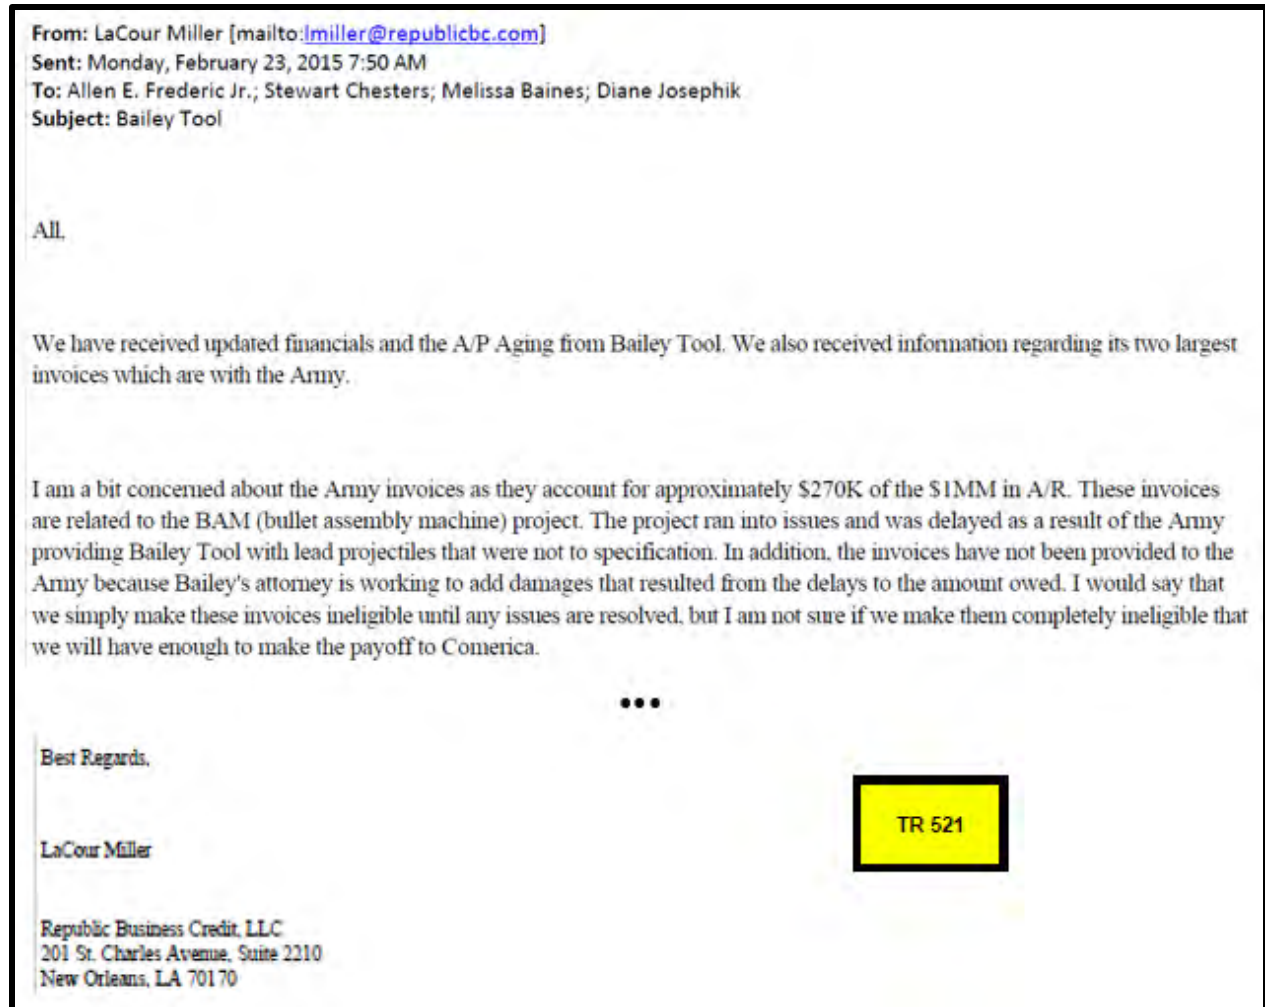 From: LaCour Miller [mailto:lmiller@republicbc.com]
Sent: Monday, February 23, 2015 7:50 AM
To: Allen E. Frederic Jr.; Stewart Chesters; Melissa Baines; Diane Josephik
Subject: Bailey Tool
All,
We have received updated financials and the A/P Aging from Bailey Tool. We also received information regarding its two largest
invoices which are with the Army.
I am a bit concerned about the Army invoices as they account for approximately $270K of the $1MM in A/R. These invoices
are related to the BAM (bullet assembly machine) project. The project ran into issues and was delayed as a result of the Army
providing Bailey Tool with lead projectiles that were not to specification. In addition, the invoices have not been provided to the
Army because Bailey's attorney is working to add damages that resulted from the delays to the amount owed. I would say that
we simply make these invoices ineligible until any issues are resolved, but I am not sure if we make them completely ineligible that
we will have enough to make the payoff to Comerica.
•••
Best Regards,
TR 521
LaCour Miller
Republic Business Credit, LLC
201 St. Charles Avenue, Suite 2210
New Orleans, LA 70170